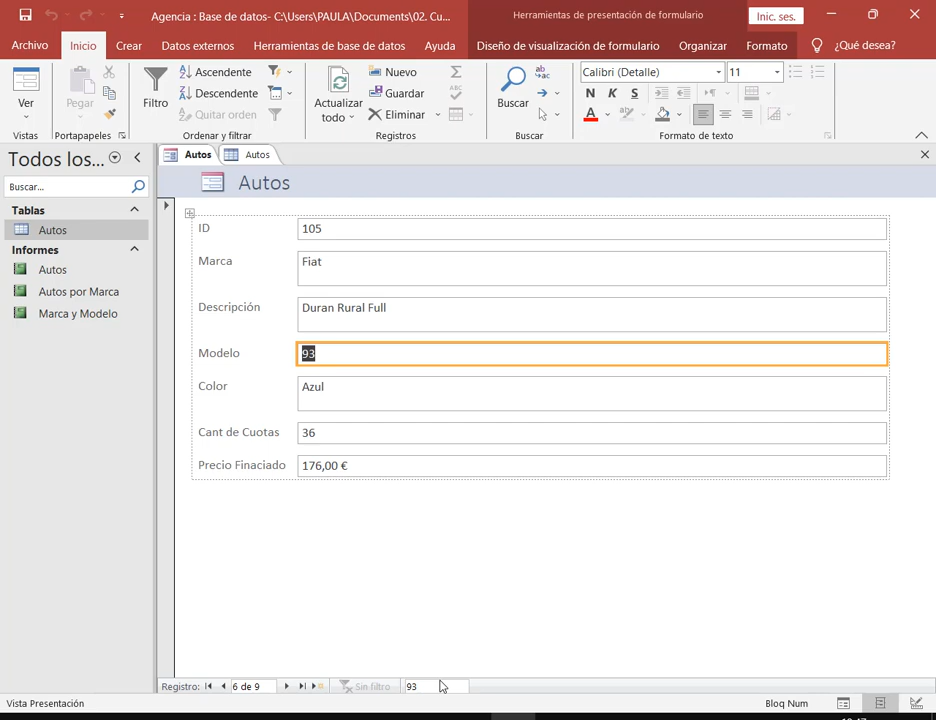 Agencia : Base de datos- C:\Users\PAULA\Documents\02. Cu...
Herramientas de presentación de formulario
Inic. ses.
Archivo Inicio Crear Datos externos Herramientas de base de datos Ayuda Diseño de visualización de formulario Organizar Formato ¿Qué desea?
Ver
Pegar
Filtro
Ascendente
Descendente
Quitar orden
Actualizar
todo
Nuevo
Guardar
Eliminar
Buscar
Calibri (Detalle) 11
N K S
Vistas Portapapeles Ordenar y filtrar Registros Buscar Formato de texto
Todos los...
Buscar...
Tablas
Autos
Informes
Autos
Autos por Marca
Marca y Modelo
Autos Autos
Autos
ID 105
Marca Fiat
Descripción Duran Rural Full
Modelo 93
Color Azul
Cant de Cuotas 36
Precio Finaciado 176,00 €
Registro: 6 de 9 Sin filtro 93
Vista Presentación Bloq Num